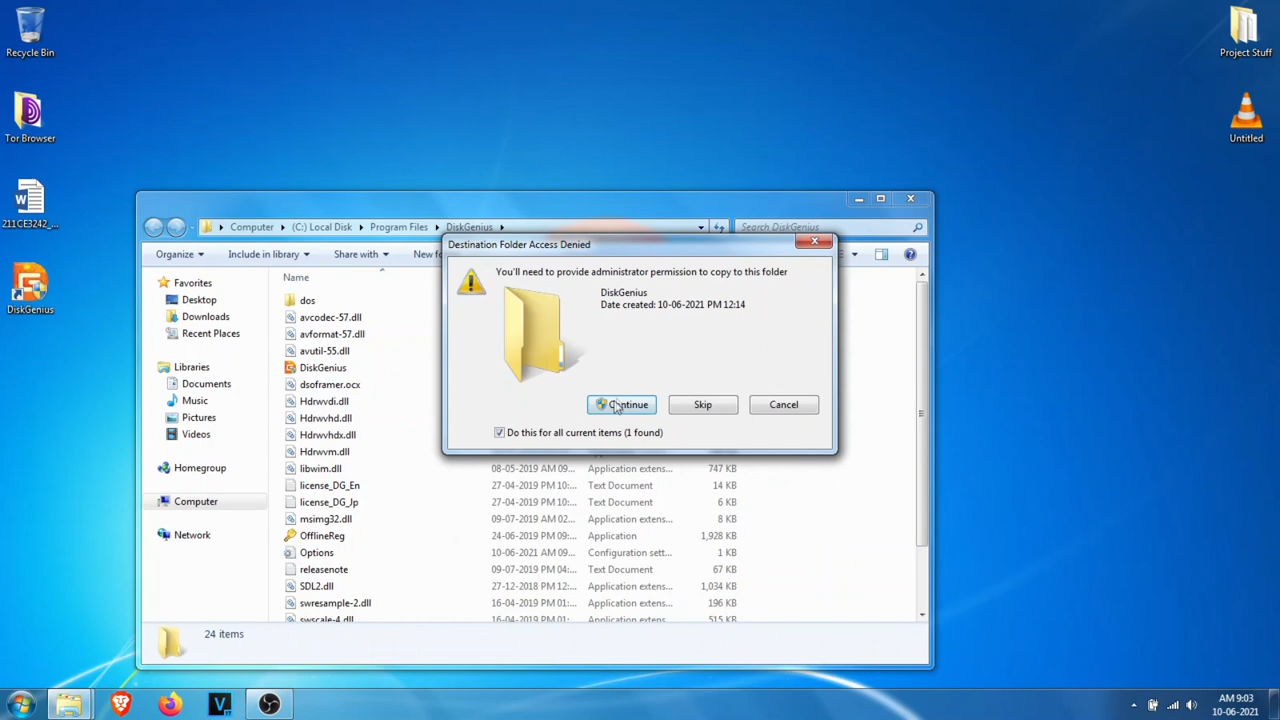 Recycle Bin
Tor Browser
211CE3242_...
DiskGenius
Project Stuff
Untitled
Computer
(C:) Local Disk
Program Files
DiskGenius
Search DiskGenius
Organize
Include in library
Share with
New fo
Favorites
Desktop
Downloads
Recent Places
Libraries
Documents
Music
Pictures
Videos
Homegroup
Computer
Network
Name
dos
avcodec-57.dll
avformat-57.dll
avutil-55.dll
DiskGenius
dsoframer.ocx
Hdrwvdi.dll
Hdrwvhd.dll
Hdrwvhdx.dll
Hdrwvm.dll
libwim.dll 08-05-2019 AM 09... Application extens... 747 KB
license_DG_En 27-04-2019 PM 10:... Text Document 14 KB
license_DG_Jp 27-04-2019 PM 10:... Text Document 6 KB
msimg32.dll 09-07-2019 AM 02... Application extens... 8 KB
OfflineReg 24-06-2019 PM 09:... Application 1,928 KB
Options 10-06-2021 AM 09... Configuration sett... 1 KB
releasenote 09-07-2019 PM 04:... Text Document 67 KB
SDL2.dll 27-12-2018 PM 12:... Application extens... 1,034 KB
swresample-2.dll 16-04-2019 PM 01:... Application extens... 196 KB
swscale-4.dll 16-04-2019 PM 01:... Application extens... 515 KB
24 items
Destination Folder Access Denied
You'll need to provide administrator permission to copy to this folder
DiskGenius
Date created: 10-06-2021 PM 12:14
Continue
Skip
Cancel
Do this for all current items (1 found)
AM 9:03
10-06-2021